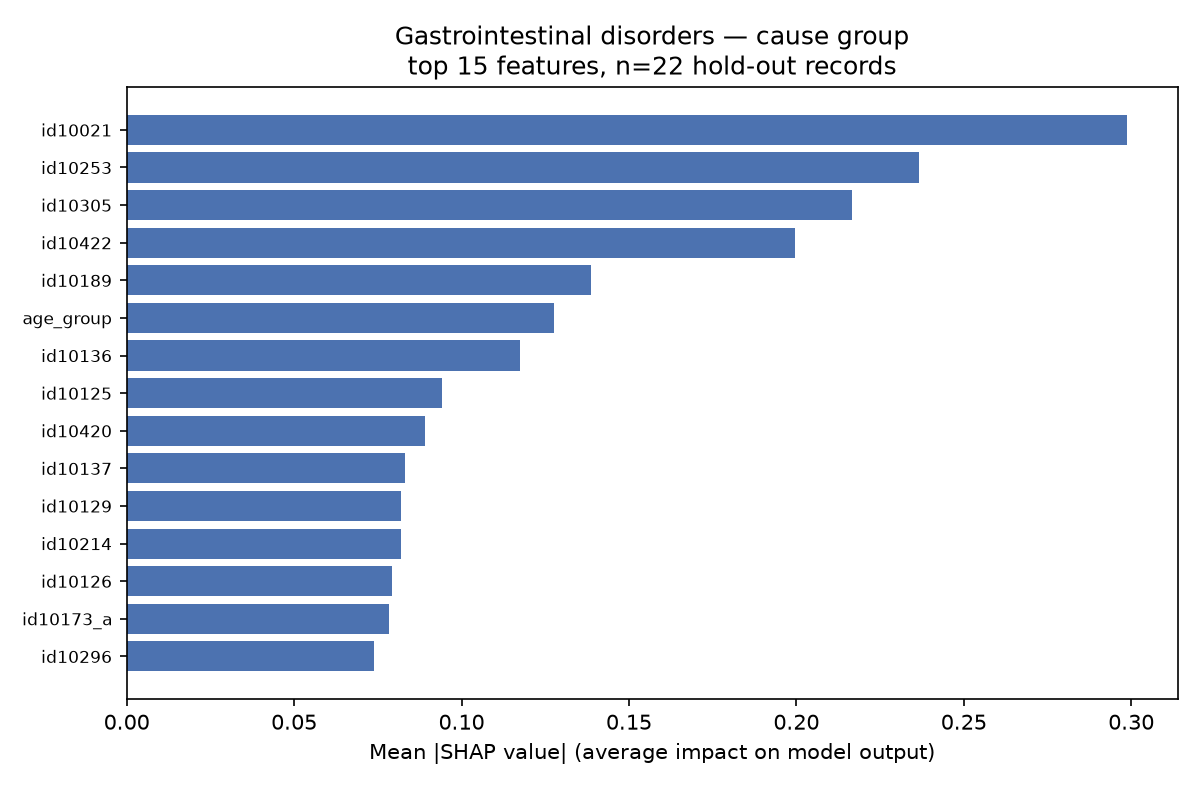 Gastrointestinal disorders — cause group
top 15 features, n=22 hold-out records
id10021
id10253
id10305
id10422
id10189
age_group
id10136
id10125
id10420
id10137
id10129
id10214
id10126
id10173_a
id10296
0.00 0.05 0.10 0.15 0.20 0.25 0.30
Mean |SHAP value| (average impact on model output)